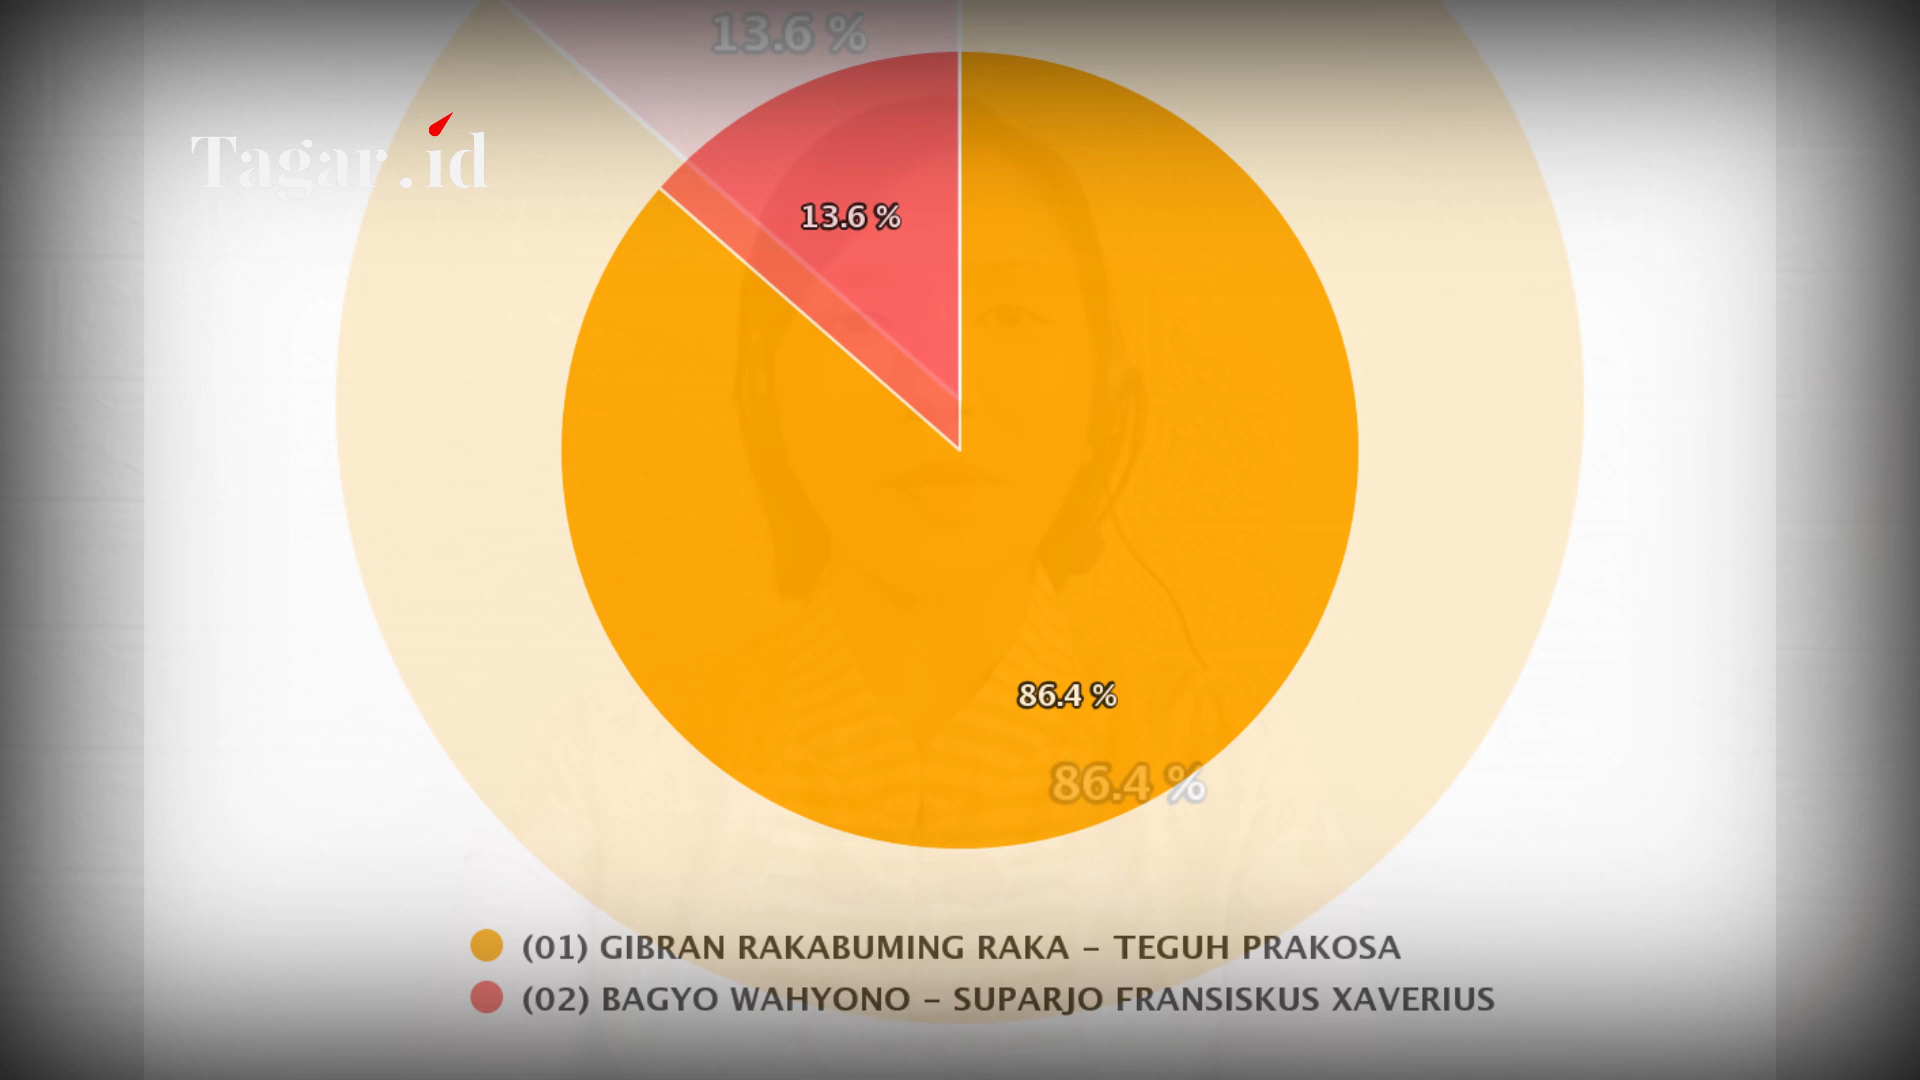 13.6 %
Tagar.id
13.6 %
86.4 %
86.4 %
(01) GIBRAN RAKABUMING RAKA – TEGUH PRAKOSA
(02) BAGYO WAHYONO – SUPARJO FRANSISKUS XAVERIUS